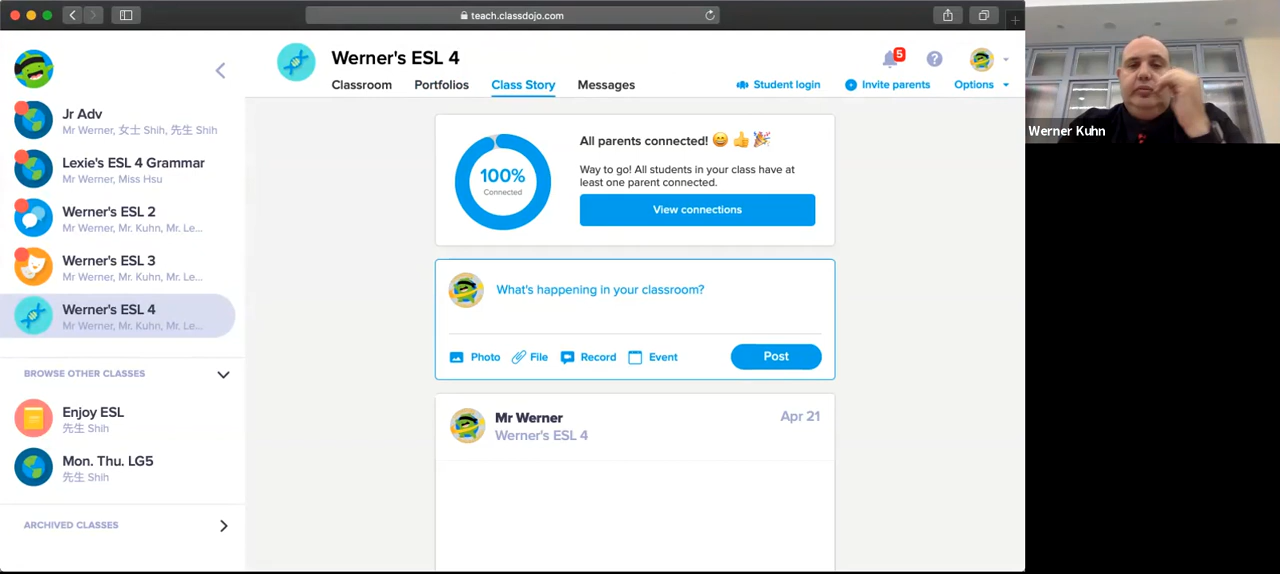 teach.classdojo.com
Werner's ESL 4
5
Classroom
Portfolios
Class Story
Messages
Student login
Invite parents
Options
Jr Adv
Mr Werner, 女士 Shih, 先生 Shih
Lexie's ESL 4 Grammar
Mr Werner, Miss Hsu
Werner's ESL 2
Mr Werner, Mr. Kuhn, Mr. Le...
Werner's ESL 3
Mr Werner, Mr. Kuhn, Mr. Le...
Werner's ESL 4
Mr Werner, Mr. Kuhn, Mr. Le...
BROWSE OTHER CLASSES
Enjoy ESL
先生 Shih
Mon. Thu. LG5
先生 Shih
ARCHIVED CLASSES
100%
Connected
All parents connected! 😄 👍 🎉
Way to go! All students in your class have at
least one parent connected.
View connections
What's happening in your classroom?
Photo
File
Record
Event
Post
Mr Werner
Apr 21
Werner's ESL 4
Werner Kuhn